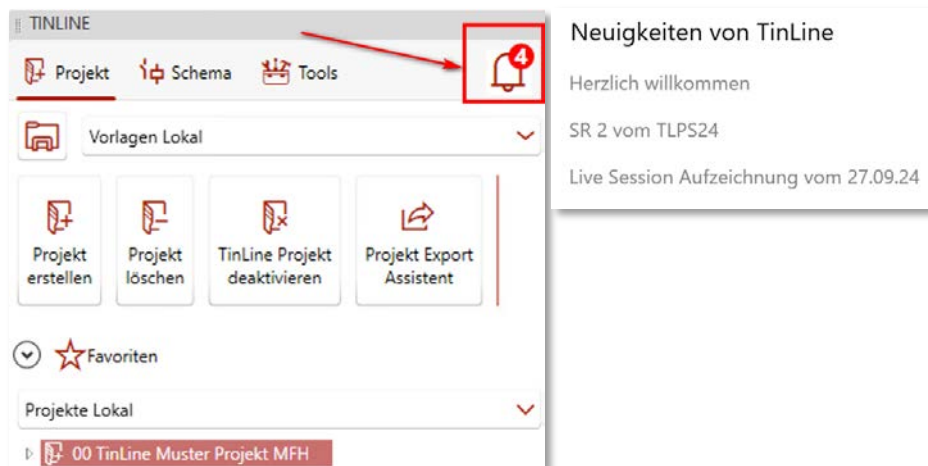 TINLINE
4
Projekt Schema Tools
Vorlagen Lokal
Projekt
erstellen
Projekt
löschen
TinLine Projekt
deaktivieren
Projekt Export
Assistent
Favoriten
Projekte Lokal
00 TinLine Muster Projekt MFH
Neuigkeiten von TinLine
Herzlich willkommen
SR 2 vom TLPS24
Live Session Aufzeichnung vom 27.09.24